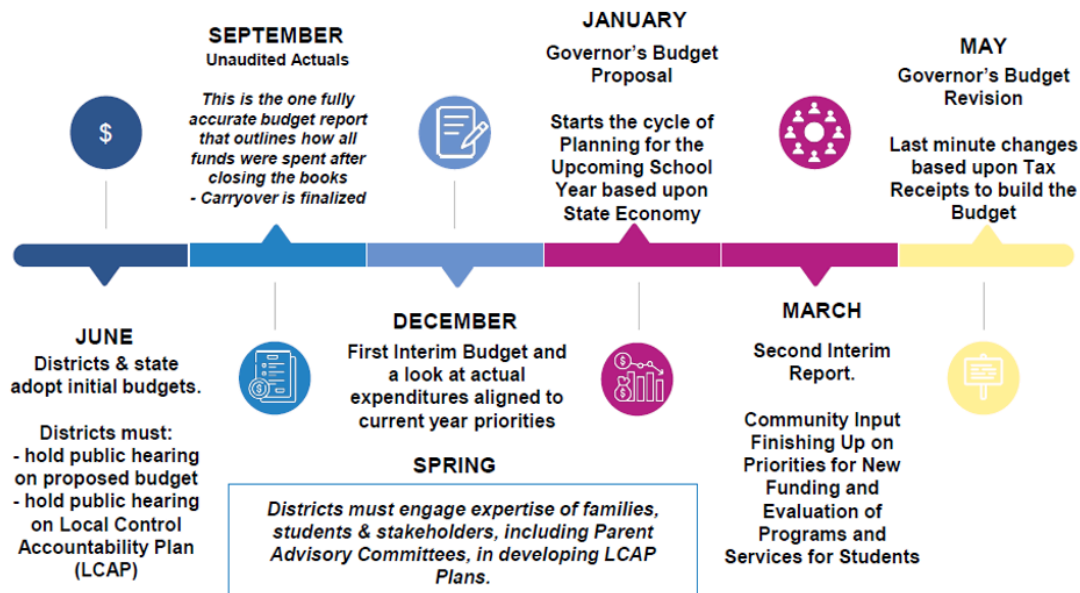 JUNE
Districts & state
adopt initial budgets.
Districts must:
- hold public hearing
on proposed budget
- hold public hearing
on Local Control
Accountability Plan
(LCAP)
$
SEPTEMBER
Unaudited Actuals
This is the one fully
accurate budget report
that outlines how all
funds were spent after
closing the books
- Carryover is finalized
DECEMBER
First Interim Budget and
a look at actual
expenditures aligned to
current year priorities
SPRING
Districts must engage expertise of families,
students & stakeholders, including Parent
Advisory Committees, in developing LCAP
Plans.
JANUARY
Governor's Budget
Proposal
Starts the cycle of
Planning for the
Upcoming School
Year based upon
State Economy
MARCH
Second Interim
Report.
Community Input
Finishing Up on
Priorities for New
Funding and
Evaluation of
Programs and
Services for Students
MAY
Governor's Budget
Revision
Last minute changes
based upon Tax
Receipts to build the
Budget